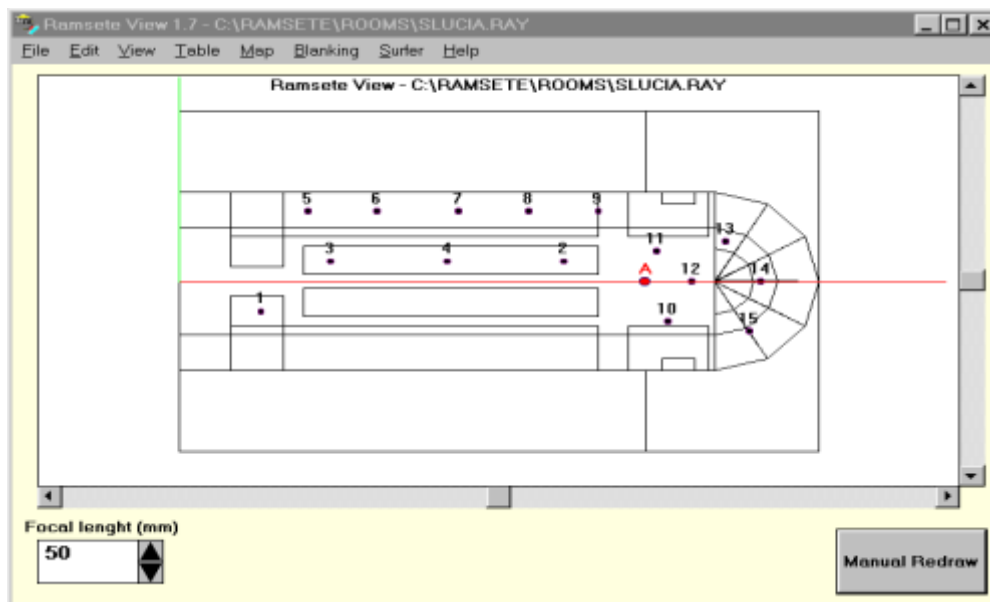 Ramsete View 1.7 - C:\RAMSETE\ROOMS\SLUCIA.RAY
File Edit View Table Map Blanking Surfer Help
Ramsete View - C:\RAMSETE\ROOMS\SLUCIA.RAY
5 6 7 8 9
13
3 4 2 11
A 12 14
1
10 15
Focal lenght (mm)
50
Manual Redraw